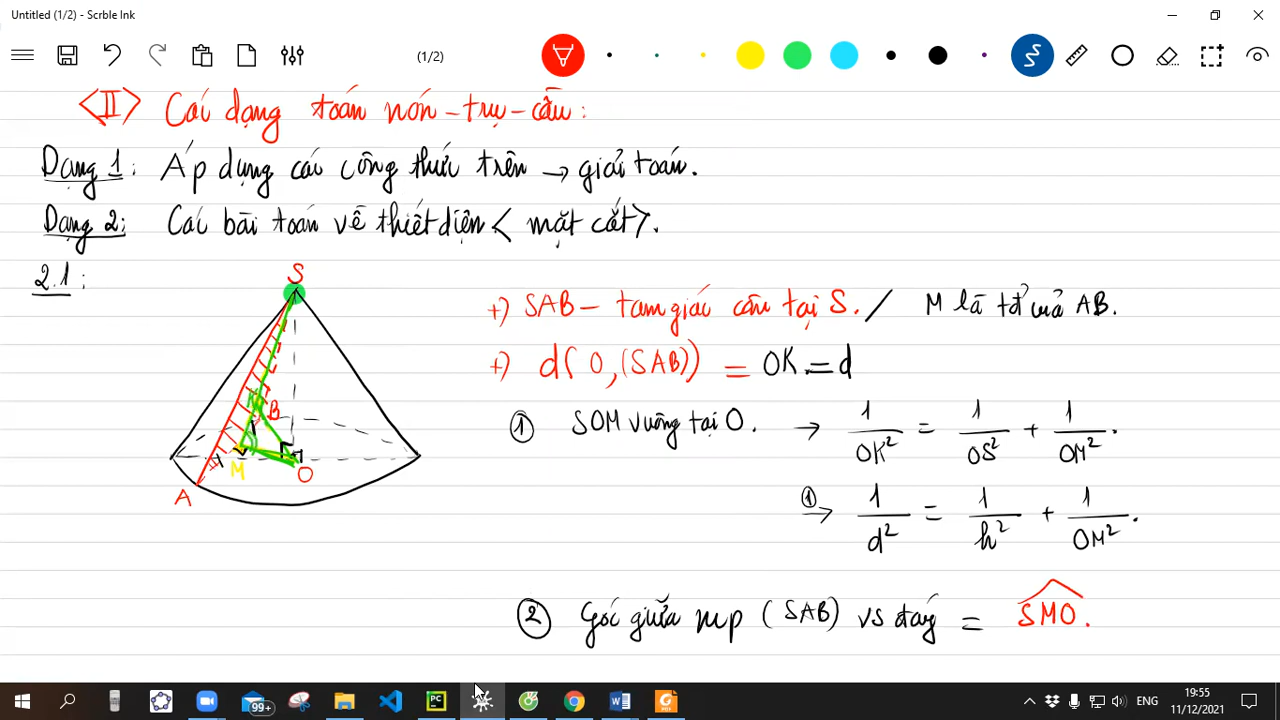 Untitled (1/2) - Scrble Ink
(1/2)
<II> Các dạng toán nón - trụ - cầu:
Dạng 1: Áp dụng các công thức trên → giải toán.
Dạng 2: Các bài toán về thiết diện < mặt cắt>.
2.1:
S
K
B
M
O
A
+) SAB - tam giác cân tại S. / M là tđ của AB.
+) d( O, (SAB)) = OK = d
① SOM vuông tại O. → 1/OK² = 1/OS² + 1/OM².
① → 1/d² = 1/h² + 1/OM².
② Góc giữa mp (SAB) vs đáy = SMO.
99+
PC
ENG
19:55
11/12/2021